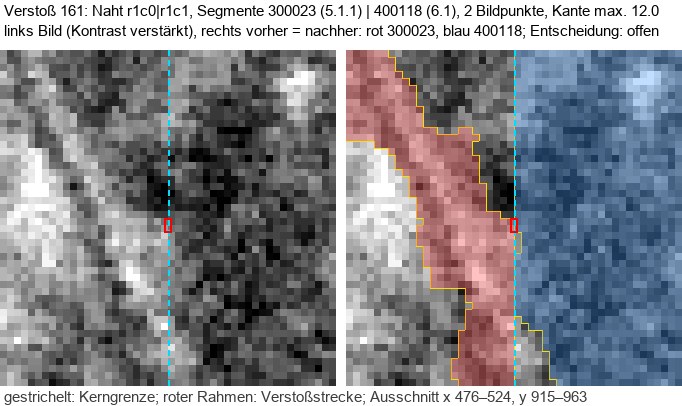 Verstoß 161: Naht r1c0|r1c1, Segmente 300023 (5.1.1) | 400118 (6.1), 2 Bildpunkte, Kante max. 12.0
links Bild (Kontrast verstärkt), rechts vorher = nachher: rot 300023, blau 400118; Entscheidung: offen
gestrichelt: Kerngrenze; roter Rahmen: Verstoßstrecke; Ausschnitt x 476–524, y 915–963